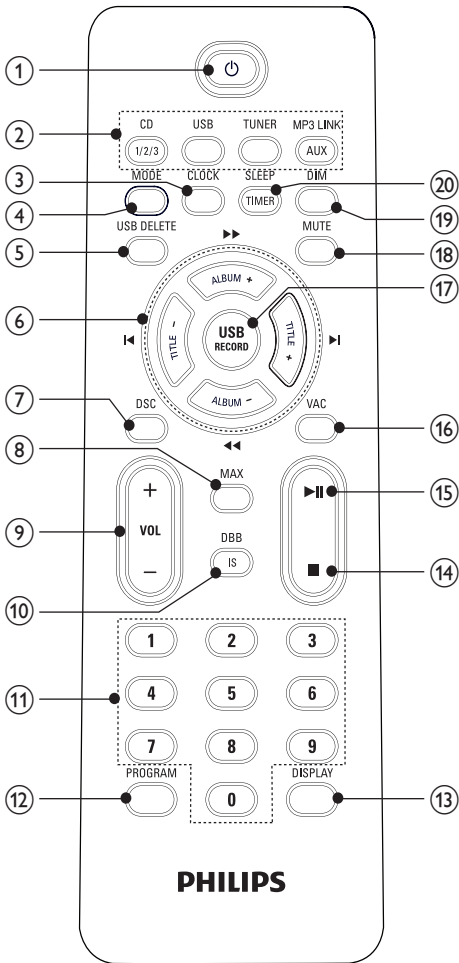 ①
②
CD USB TUNER MP3 LINK
1/2/3 AUX
③ MODE CLOCK SLEEP DIM
TIMER ⑳
④ ⑲
USB DELETE MUTE
⑤ ⑱
ALBUM +
⑥ TITLE - USB RECORD TITLE + ⑰
ALBUM -
⑦ DSC VAC ⑯
⑧ MAX
+ ⑮
⑨ VOL
DBB
- IS ⑭
⑩
1 2 3
⑪ 4 5 6
7 8 9
PROGRAM DISPLAY
⑫ 0 ⑬
PHILIPS